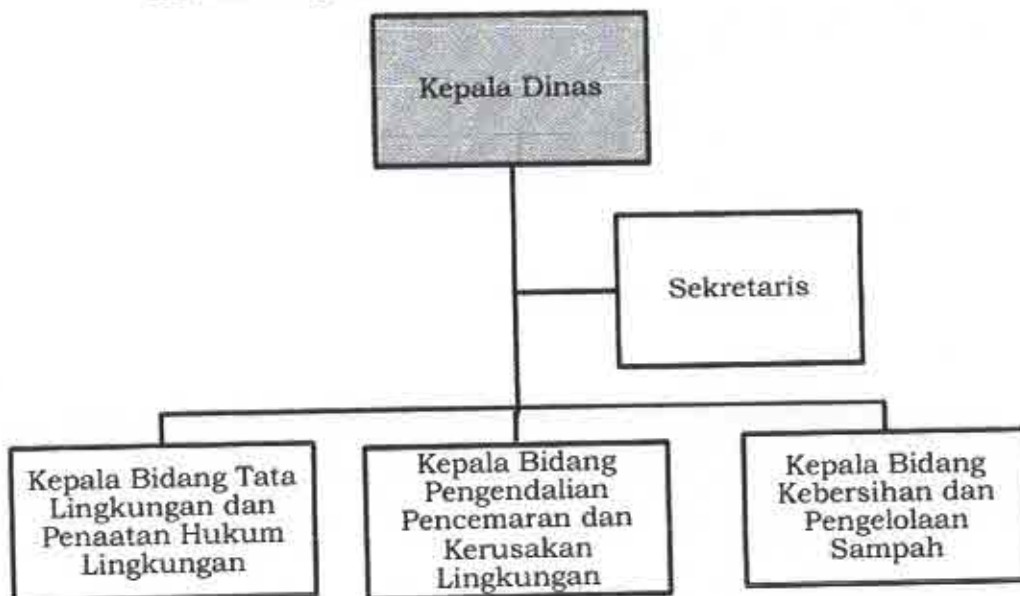 Kepala Dinas
Sekretaris
Kepala Bidang Tata
Lingkungan dan
Penaatan Hukum
Lingkungan
Kepala Bidang
Pengendalian
Pencemaran dan
Kerusakan
Lingkungan
Kepala Bidang
Kebersihan dan
Pengelolaan
Sampah